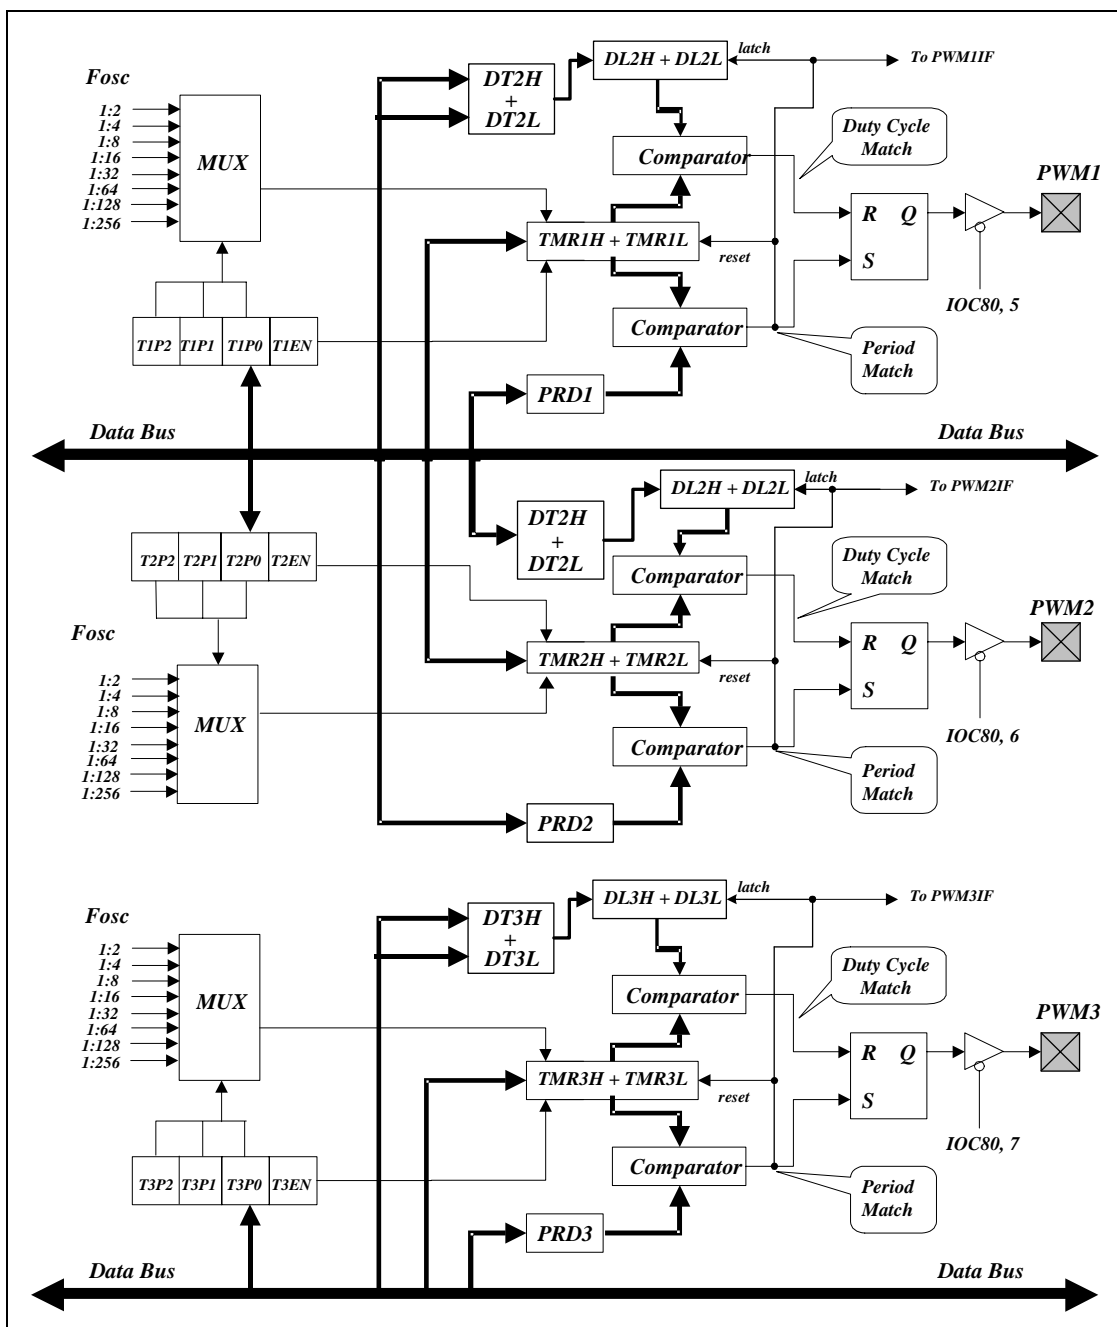 DL2H + DL2L
latch
To PWM1IF
Fosc
DT2H
+
DT2L
1:2
1:4
1:8
1:16
1:32
1:64
1:128
1:256
MUX
Comparator
Duty Cycle
Match
PWM1
R Q
S
TMR1H + TMR1L
reset
IOC80, 5
T1P2 T1P1 T1P0 T1EN
Comparator
Period
Match
PRD1
Data Bus
Data Bus
DL2H + DL2L
latch
To PWM2IF
DT2H
+
DT2L
T2P2 T2P1 T2P0 T2EN
Comparator
Duty Cycle
Match
PWM2
Fosc
1:2
1:4
1:8
1:16
1:32
1:64
1:128
1:256
MUX
TMR2H + TMR2L
reset
R Q
S
IOC80, 6
Comparator
Period
Match
PRD2
DL3H + DL3L
latch
To PWM3IF
Fosc
DT3H
+
DT3L
1:2
1:4
1:8
1:16
1:32
1:64
1:128
1:256
MUX
Comparator
Duty Cycle
Match
PWM3
R Q
S
TMR3H + TMR3L
reset
IOC80, 7
T3P2 T3P1 T3P0 T3EN
Comparator
Period
Match
PRD3
Data Bus
Data Bus